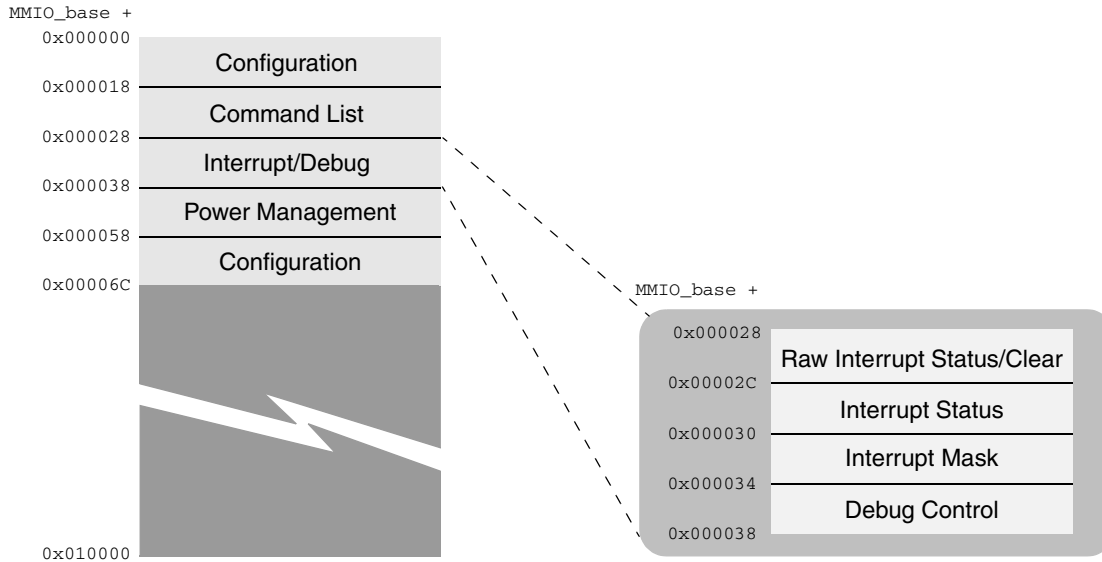 MMIO_base +
0x000000
Configuration
0x000018
Command List
0x000028
Interrupt/Debug
0x000038
Power Management
0x000058
Configuration
0x00006C
0x010000
MMIO_base +
0x000028
Raw Interrupt Status/Clear
0x00002C
Interrupt Status
0x000030
Interrupt Mask
0x000034
Debug Control
0x000038